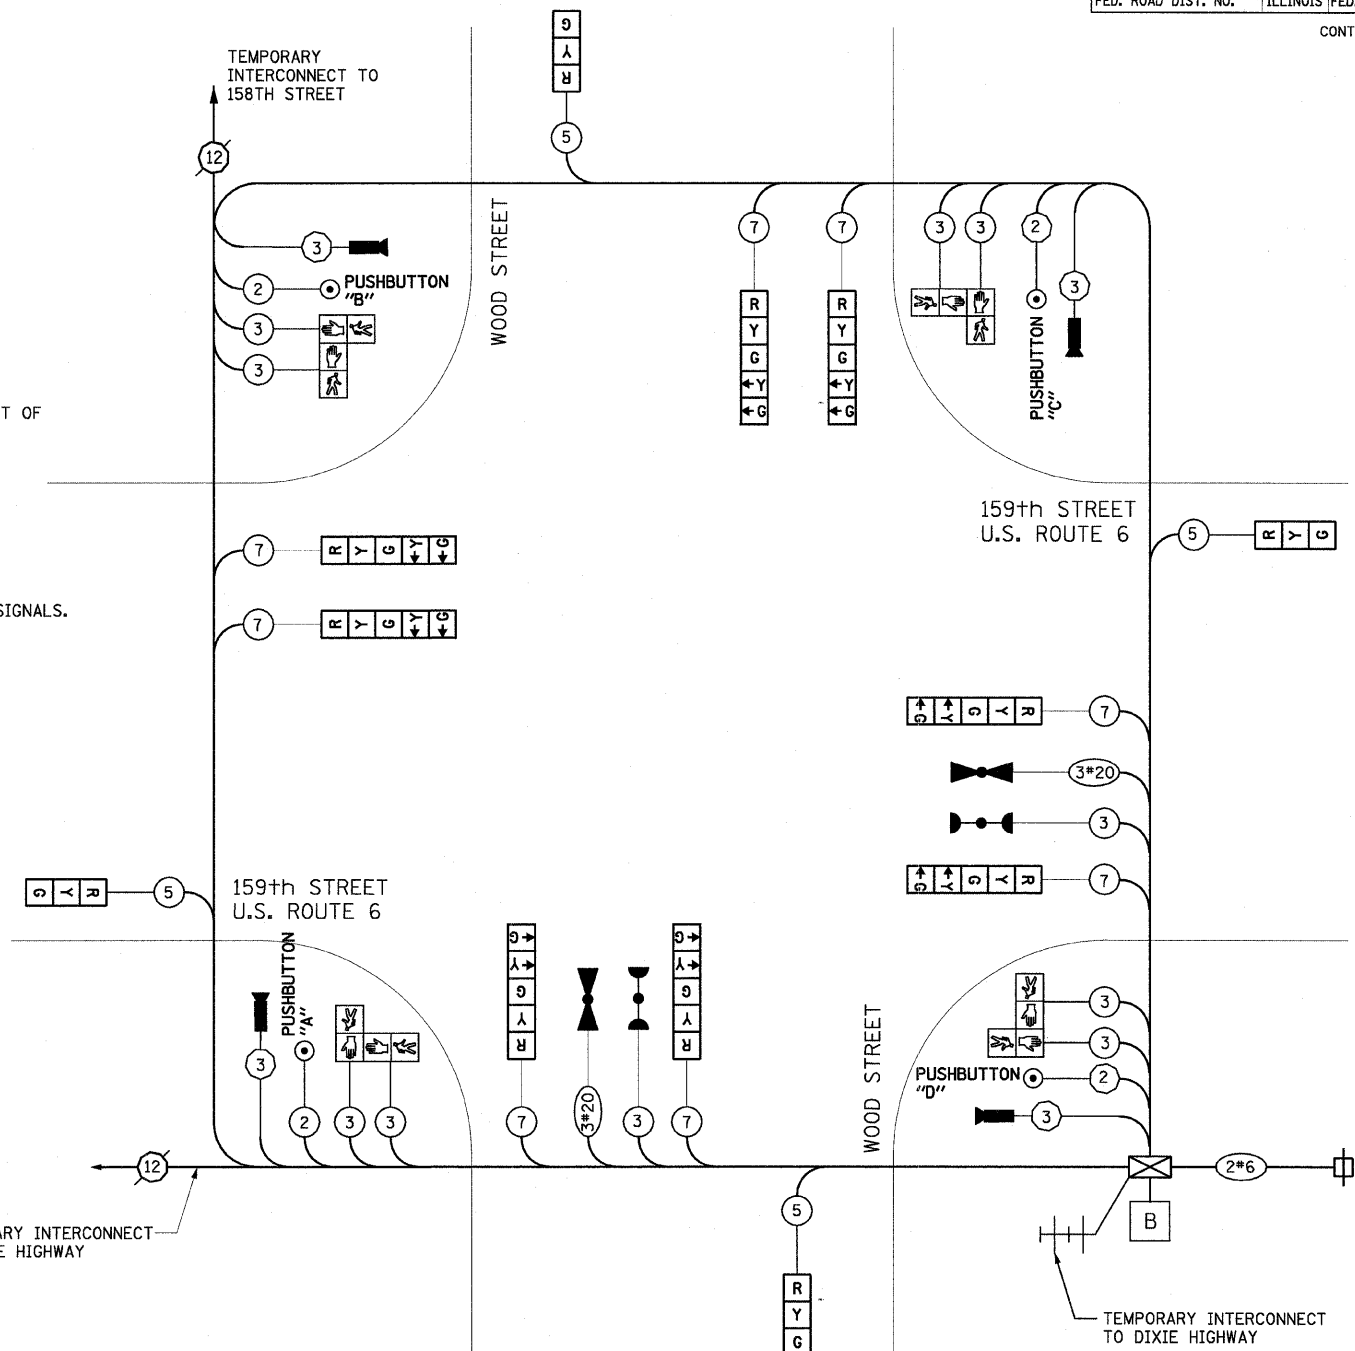 FED. ROAD DIST. NO. ILLINOIS FED.
CONT
TEMPORARY
INTERCONNECT TO
158TH STREET
G
Y
R
5
12
WOOD STREET
3
2
PUSHBUTTON
"B"
3
3
7
7
3
3
2
3
R
Y
G
←Y
←G
R
Y
G
←Y
←G
PUSHBUTTON
"C"
T OF
159th STREET
U.S. ROUTE 6
5
R Y G
7
R Y G ←Y ←G
SIGNALS.
7
R Y G ←Y ←G
←G ←Y G Y R
7
3#20
3
←G ←Y G Y R
7
G Y R
5
159th STREET
U.S. ROUTE 6
PUSHBUTTON
"A"
3
2
3
3
←G
←Y
G
Y
R
7
3#20
3
←G
←Y
G
Y
R
7
WOOD STREET
3
3
PUSHBUTTON
"D"
2
3
12
2#6
B
5
R
Y
G
ARY INTERCONNECT
E HIGHWAY
TEMPORARY INTERCONNECT
TO DIXIE HIGHWAY